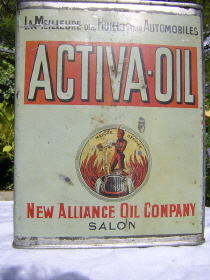 LA MEILLEURE DES HUILES POUR AUTOMOBILES
ACTIVA-OIL
NEW ALLIANCE OIL COMPANY
SALON